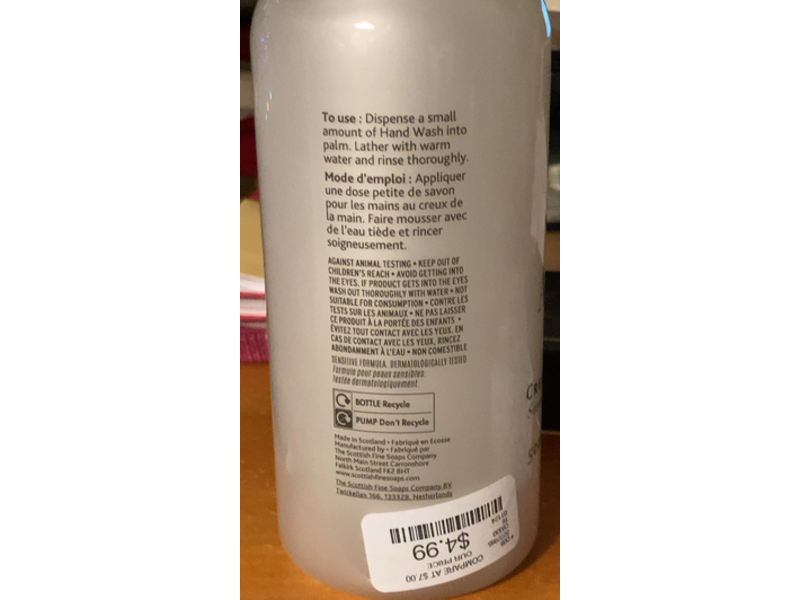 To use : Dispense a small
amount of Hand Wash into
palm. Lather with warm
water and rinse thoroughly.
Mode d'emploi : Appliquer
une dose petite de savon
pour les mains au creux de
la main. Faire mousser avec
de l'eau tiède et rincer
soigneusement.
AGAINST ANIMAL TESTING • KEEP OUT OF
CHILDREN'S REACH • AVOID GETTING INTO
THE EYES. IF PRODUCT GETS INTO THE EYES
WASH OUT THOROUGHLY WITH WATER • NOT
SUITABLE FOR CONSUMPTION • CONTRE LES
TESTS SUR LES ANIMAUX • NE PAS LAISSER
CE PRODUIT À LA PORTÉE DES ENFANTS •
ÉVITEZ TOUT CONTACT AVEC LES YEUX. EN
CAS DE CONTACT AVEC LES YEUX, RINCEZ
ABONDAMMENT À L'EAU • NON COMESTIBLE
SENSITIVE FORMULA. DERMATOLOGICALLY TESTED
Formule pour peaux sensibles.
Testée dermatologiquement
BOTTLE Recycle
PUMP Don't Recycle
Made in Scotland • Fabriqué en Ecosse
Manufactured by • Fabriqué par
The Scottish Fine Soaps Company
North Main Street Carronshore
Falkirk Scotland FK2 8HT
www.scottishfinesoaps.com
The Scottish Fine Soaps Company BV
Twijkellan 166, 1333ZB, Netherlands
COMPARE AT $7.00
OUR PRICE
$4.99